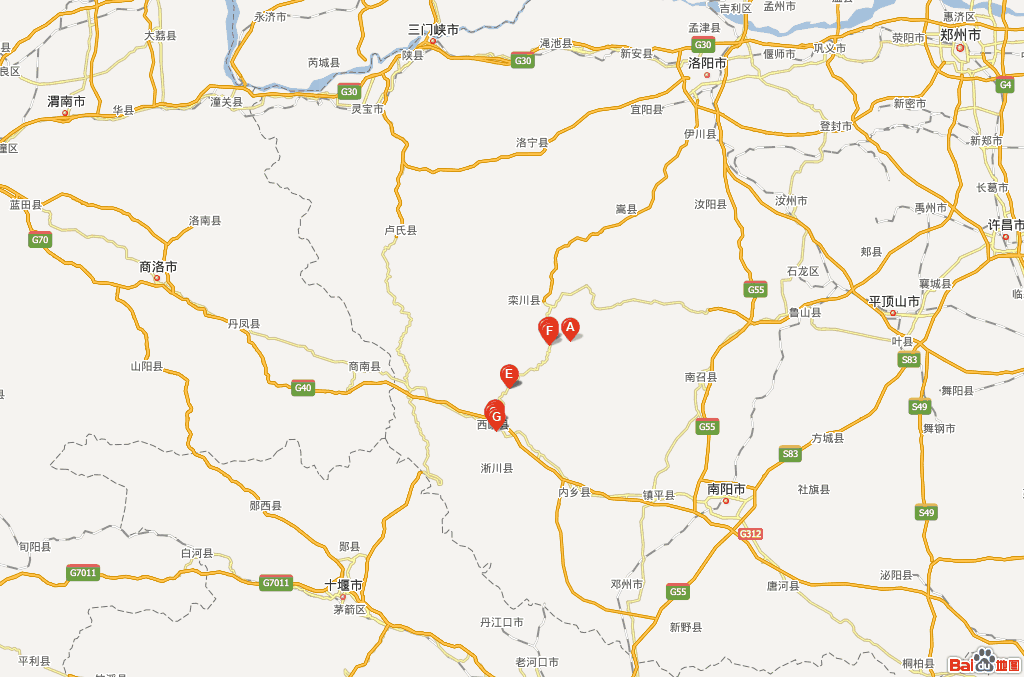 永济市
大荔县
三门峡市
渑池县
G30
新安县
孟津县
G30
吉利区
孟州市
惠济区
荥阳市
郑州市
洛阳市
偃师市
巩义市
县
良区
芮城县
陕县
G30
灵宝市
渭南市
华县
潼关县
宜阳县
G4
新密市
登封市
伊川县
新郑市
潼区
洛宁县
长葛市
禹州市
许昌市
蓝田县
洛南县
G70
卢氏县
嵩县
汝阳县
汝州市
郏县
商洛市
石龙区
襄城县
G55
临
栾川县
平顶山市
鲁山县
丹凤县
A
F
叶县
S83
山阳县
商南县
E
G40
南召县
舞阳县
S49
县
G
西
县
G55
舞钢市
方城县
S83
淅川县
内乡县
镇平县
南阳市
社旗县
郧西县
S49
G312
旬阳县
白河县
郧县
G7011
G7011
十堰市
茅箭区
邓州市
G55
唐河县
泌阳县
丹江口市
新野县
平利县
老河口市
桐柏县
Bai 地图